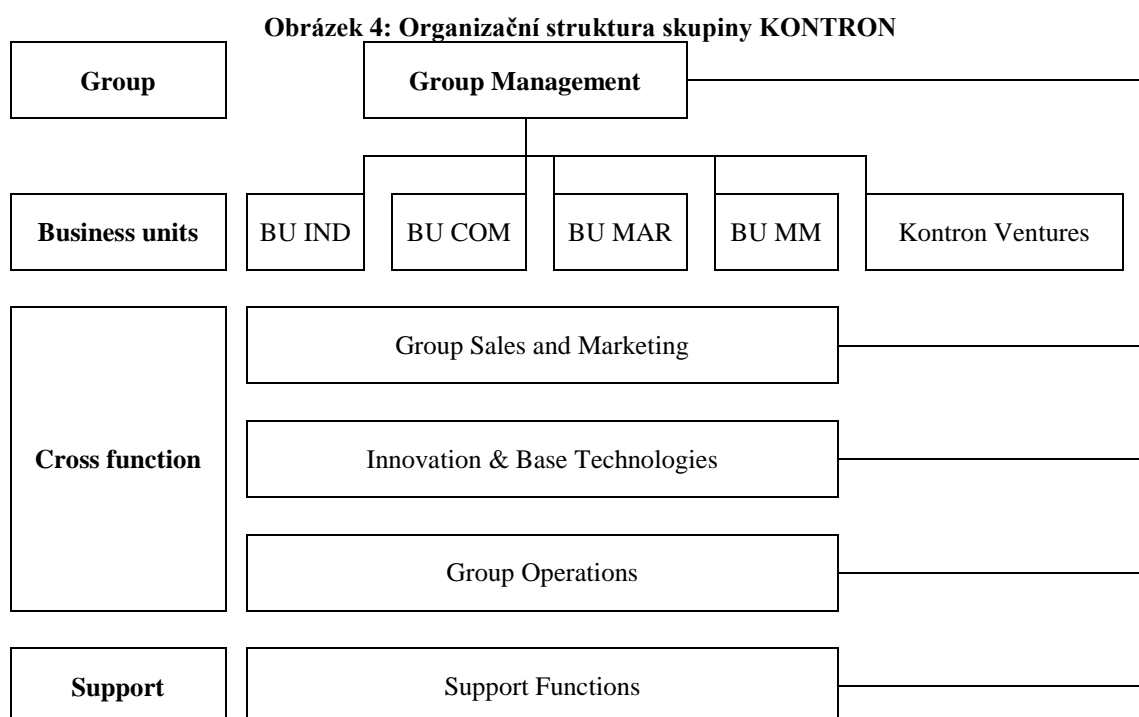 Obrázek 4: Organizační struktura skupiny KONTRON
Group
Group Management
Business units
BU IND
BU COM
BU MAR
BU MM
Kontron Ventures
Cross function
Group Sales and Marketing
Innovation & Base Technologies
Group Operations
Support
Support Functions